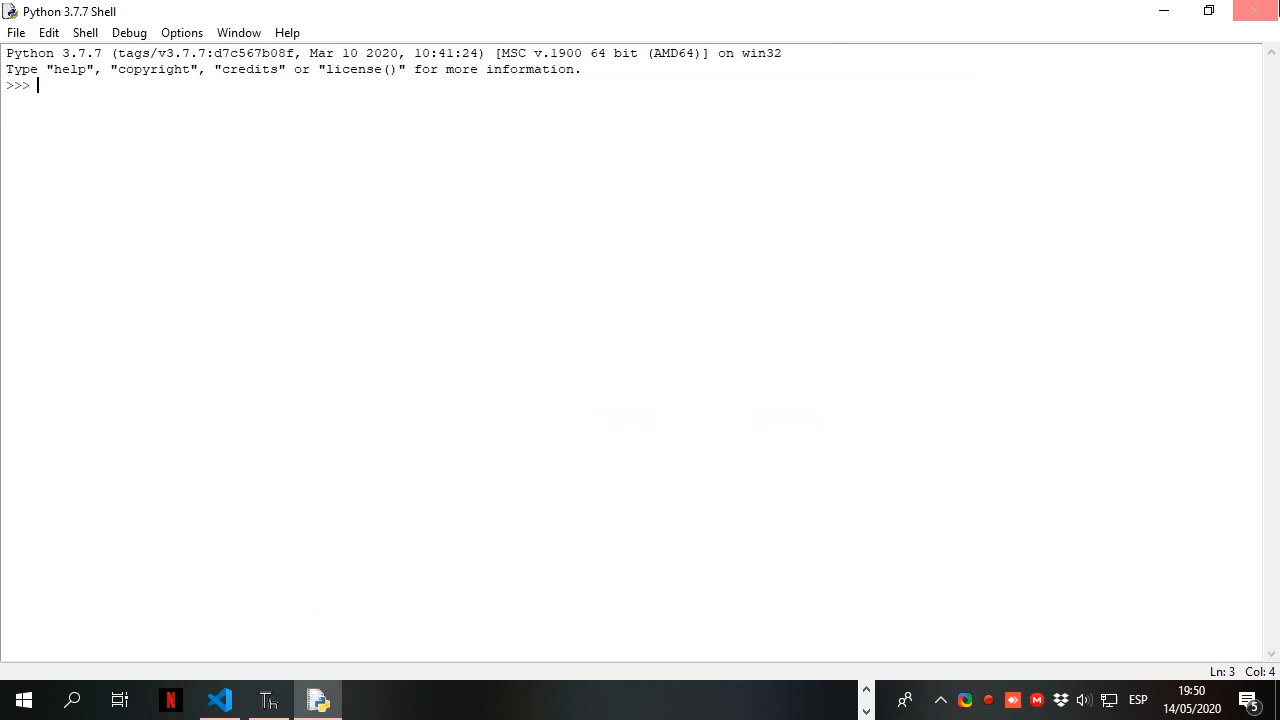 Python 3.7.7 Shell
File Edit Shell Debug Options Window Help
Python 3.7.7 (tags/v3.7.7:d7c567b08f, Mar 10 2020, 10:41:24) [MSC v.1900 64 bit (AMD64)] on win32
Type "help", "copyright", "credits" or "license()" for more information.
>>>
Ln: 3 Col: 4
N Th M ESP 19:50
14/05/2020 5